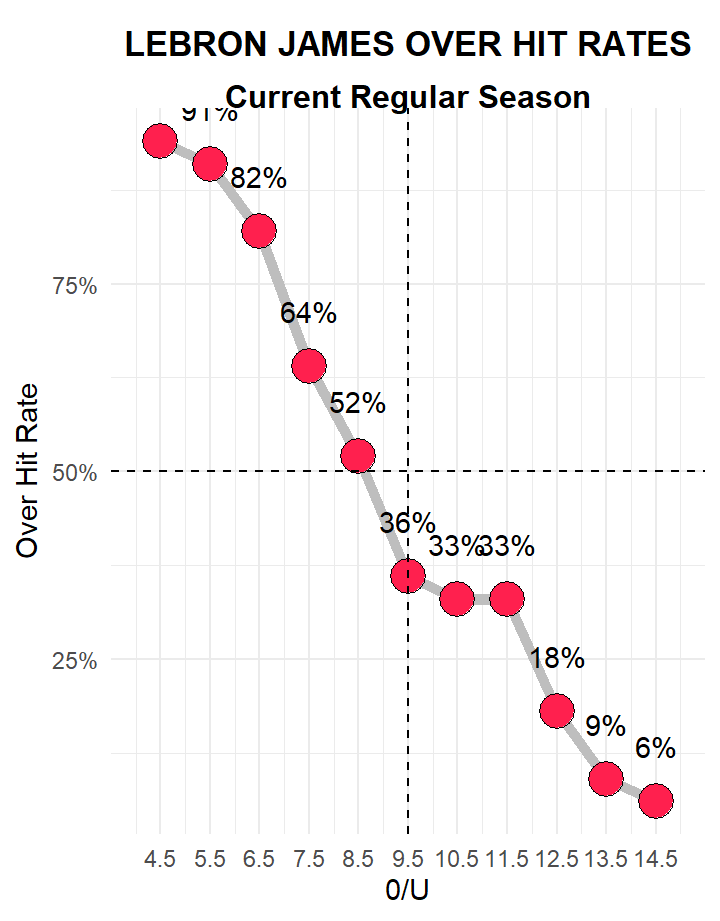 LEBRON JAMES OVER HIT RATES
Current Regular Season
91%
82%
75%
64%
52%
50%
36%
33%
33%
25%
18%
9%
6%
Over Hit Rate
4.5 5.5 6.5 7.5 8.5 9.5 10.5 11.5 12.5 13.5 14.5
0/U